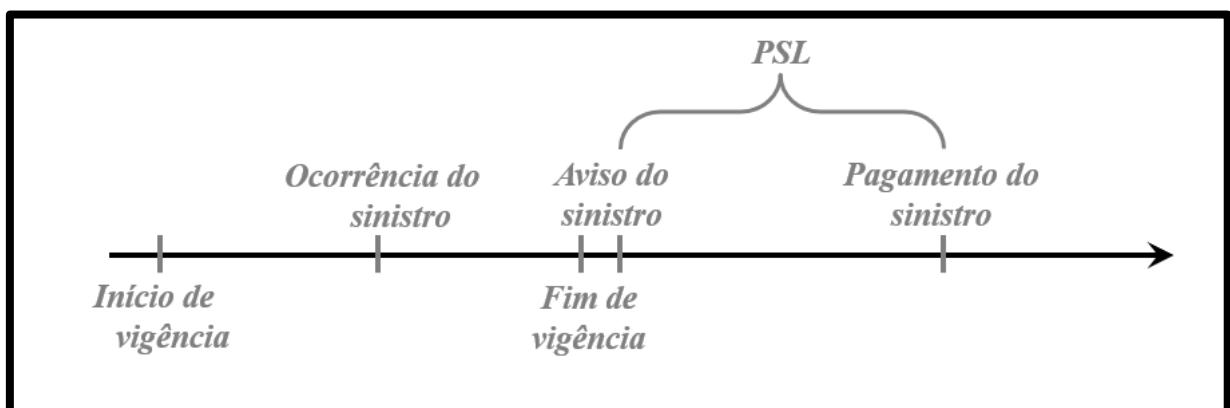 PSL
Ocorrência do
sinistro
Aviso do
sinistro
Pagamento do
sinistro
Início de
vigência
Fim de
vigência